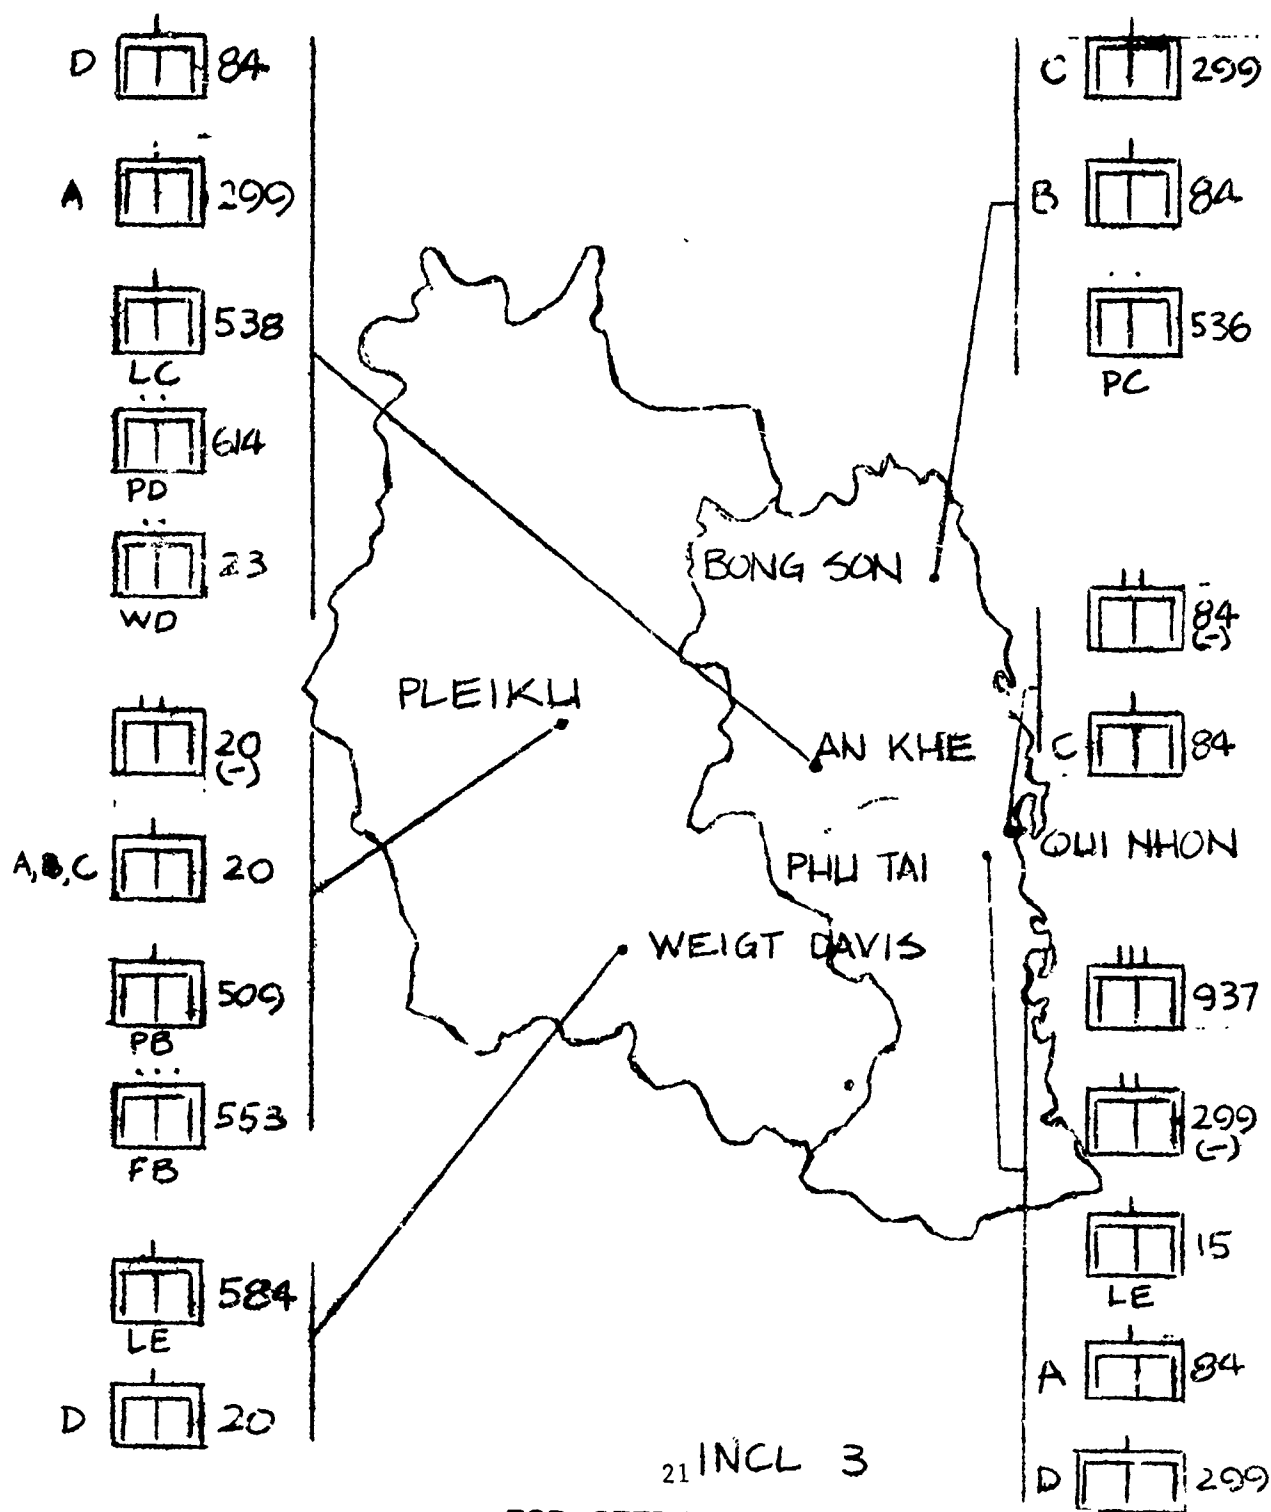 D 84
A 299
538
LC
614
PD
23
WD
20
(-)
A, B, C 20
509
PB
553
FB
584
LE
D 20
BONG SON
PLEIKU
AN KHE
QUI NHON
PHU TAI
WEIGT DAVIS
C 299
B 84
536
PC
84
(-)
C 84
937
299
(-)
15
LE
A 84
D 299
21 INCL 3